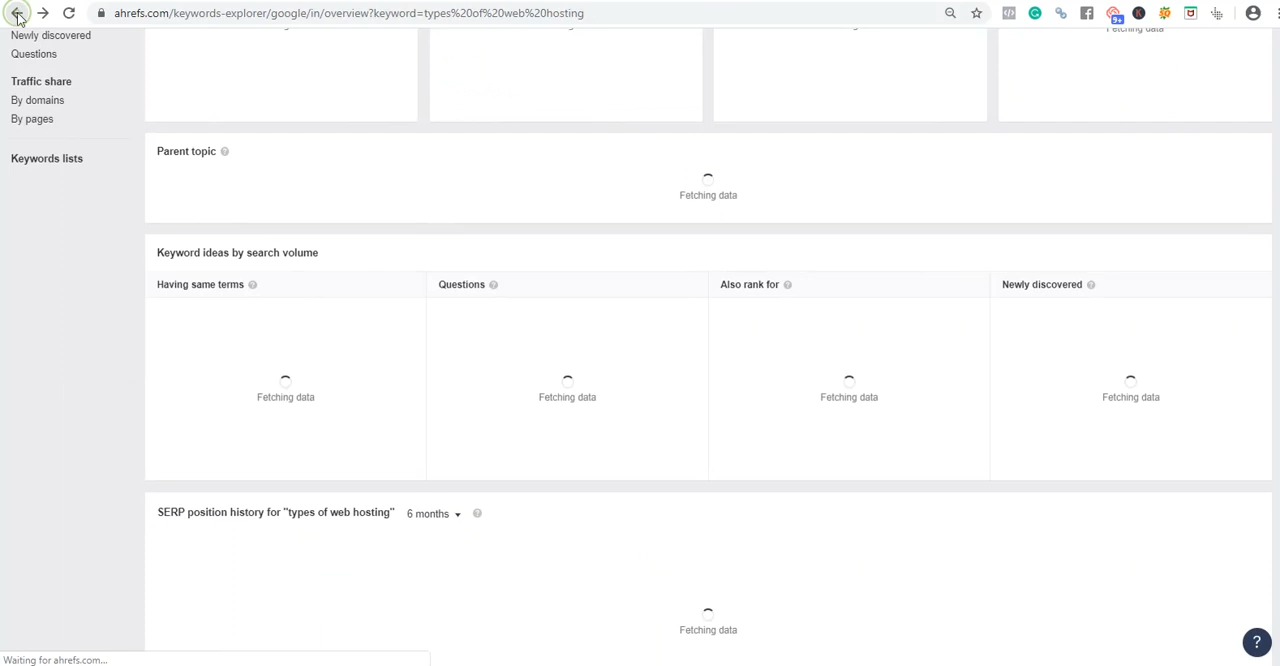 ahrefs.com/keywords-explorer/google/in/overview?keyword=types%20of%20web%20hosting
9+
Newly discovered
Questions
Traffic share
By domains
By pages
Keywords lists
Fetching data
Parent topic
Fetching data
Keyword ideas by search volume
Having same terms
Questions
Also rank for
Newly discovered
Fetching data
Fetching data
Fetching data
Fetching data
SERP position history for "types of web hosting"
6 months
Fetching data
?
Waiting for ahrefs.com...